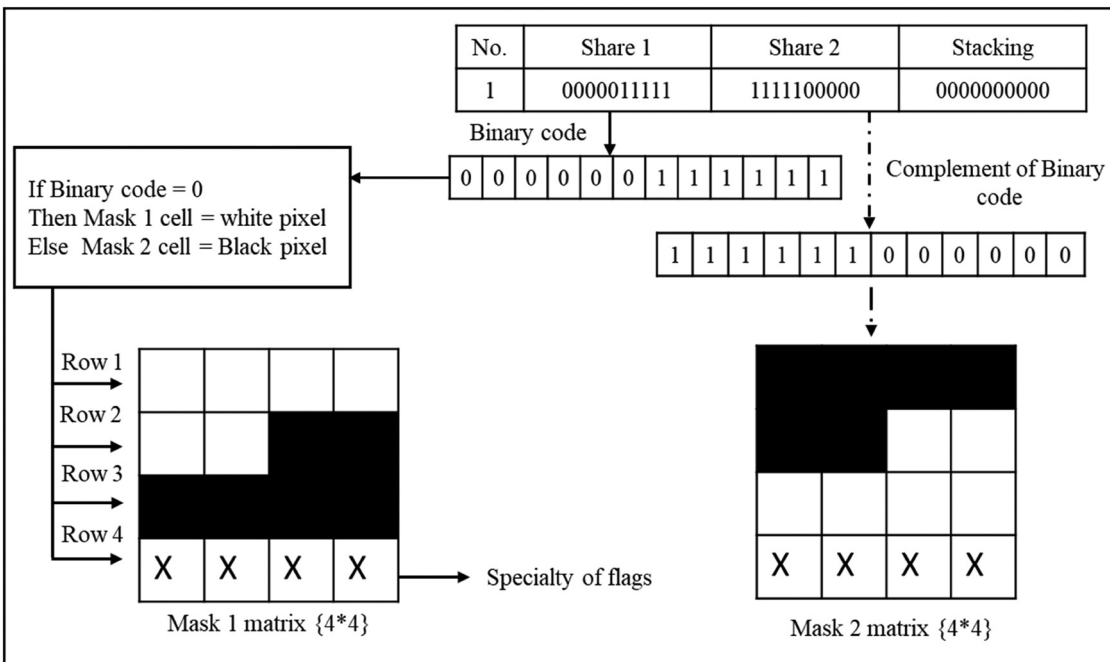 No. Share 1 Share 2 Stacking
1 0000011111 1111100000 0000000000
Binary code
0 0 0 0 0 0 1 1 1 1 1 1
Complement of Binary
code
1 1 1 1 1 1 0 0 0 0 0 0
If Binary code = 0
Then Mask 1 cell = white pixel
Else Mask 2 cell = Black pixel
Row 1
Row 2
Row 3
Row 4
X X X X
Specialty of flags
X X X X
Mask 1 matrix {4*4}
Mask 2 matrix {4*4}